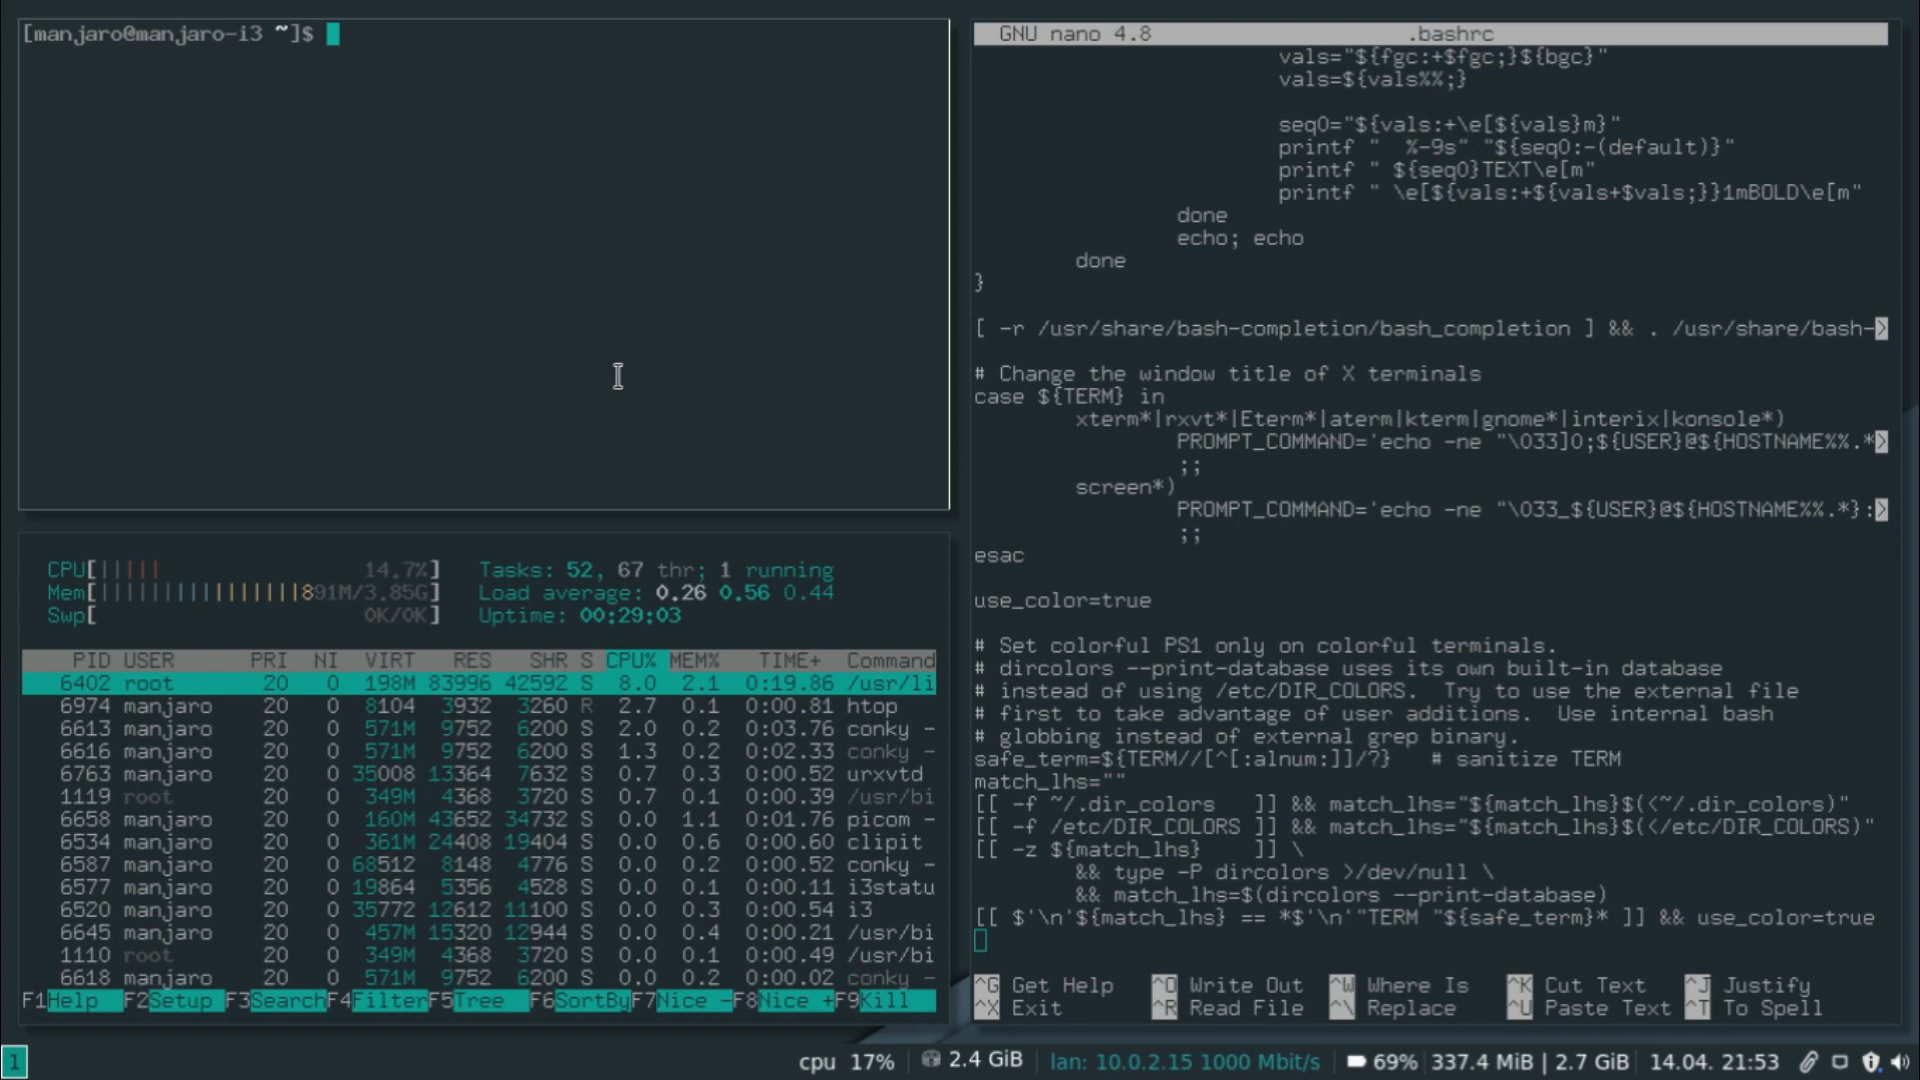 [manjaro@manjaro-i3 ~]$
CPU[||||| 14.7%]
Mem[||||||||||||||||891M/3.85G]
Swp[ 0K/0K]
Tasks: 52, 67 thr; 1 running
Load average: 0.26 0.56 0.44
Uptime: 00:29:03
PID USER PRI NI VIRT RES SHR S CPU% MEM% TIME+ Command
6402 root 20 0 198M 83996 42592 S 8.0 2.1 0:19.86 /usr/li
6974 manjaro 20 0 8104 3932 3260 R 2.7 0.1 0:00.81 htop
6613 manjaro 20 0 571M 9752 6200 S 2.0 0.2 0:03.76 conky -
6616 manjaro 20 0 571M 9752 6200 S 1.3 0.2 0:02.33 conky -
6763 manjaro 20 0 35008 13364 7632 S 0.7 0.3 0:00.52 urxvtd
1119 root 20 0 349M 4368 3720 S 0.7 0.1 0:00.39 /usr/bi
6658 manjaro 20 0 160M 43652 34732 S 0.0 1.1 0:01.76 picom -
6534 manjaro 20 0 361M 24408 19404 S 0.0 0.6 0:00.60 clipit
6587 manjaro 20 0 68512 8148 4776 S 0.0 0.2 0:00.52 conky -
6577 manjaro 20 0 19864 5356 4528 S 0.0 0.1 0:00.11 i3statu
6520 manjaro 20 0 35772 12612 11100 S 0.0 0.3 0:00.54 i3
6645 manjaro 20 0 457M 15320 12944 S 0.0 0.4 0:00.21 /usr/bi
1110 root 20 0 349M 4368 3720 S 0.0 0.1 0:00.49 /usr/bi
6618 manjaro 20 0 571M 9752 6200 S 0.0 0.2 0:00.02 conky -
F1Help F2Setup F3SearchF4FilterF5Tree F6SortByF7Nice -F8Nice +F9Kill
GNU nano 4.8 .bashrc
vals="${fgc:+$fgc;}${bgc}"
vals=${vals%%;}
seq0="${vals:+\e[${vals}m}"
printf "  %-9s" "${seq0:-(default)}"
printf " ${seq0}TEXT\e[m"
printf " \e[${vals:+${vals+$vals;}}1mBOLD\e[m"
done
echo; echo
done
}
[ -r /usr/share/bash-completion/bash_completion ] && . /usr/share/bash->
# Change the window title of X terminals
case ${TERM} in
xterm*|rxvt*|Eterm*|aterm|kterm|gnome*|interix|konsole*)
PROMPT_COMMAND='echo -ne "\033]0;${USER}@${HOSTNAME%%.*>
;;
screen*)
PROMPT_COMMAND='echo -ne "\033_${USER}@${HOSTNAME%%.*}:>
;;
esac
use_color=true
# Set colorful PS1 only on colorful terminals.
# dircolors --print-database uses its own built-in database
# instead of using /etc/DIR_COLORS.  Try to use the external file
# first to take advantage of user additions.  Use internal bash
# globbing instead of external grep binary.
safe_term=${TERM//[^[:alnum:]]/?}   # sanitize TERM
match_lhs=""
[[ -f ~/.dir_colors   ]] && match_lhs="${match_lhs}$(<~/.dir_colors)"
[[ -f /etc/DIR_COLORS ]] && match_lhs="${match_lhs}$(</etc/DIR_COLORS)"
[[ -z ${match_lhs}    ]] \
&& type -P dircolors >/dev/null \
&& match_lhs=$(dircolors --print-database)
[[ $'\n'${match_lhs} == *$'\n'"TERM "${safe_term}* ]] && use_color=true
^G Get Help ^O Write Out ^W Where Is ^K Cut Text ^J Justify
^X Exit ^R Read File ^\ Replace ^U Paste Text ^T To Spell
1 cpu 17% | 2.4 GiB | lan: 10.0.2.15 1000 Mbit/s | 69% | 337.4 MiB | 2.7 GiB | 14.04. 21:53